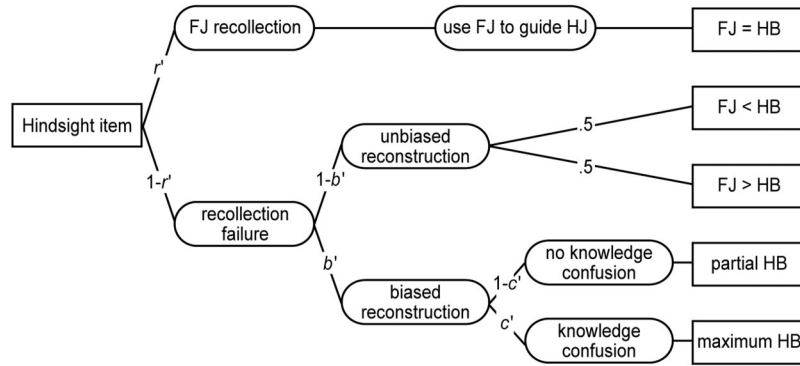 FJ recollection
use FJ to guide HJ
FJ = HB
r'
Hindsight item
FJ < HB
.5
unbiased
reconstruction
.5
FJ > HB
1-r'
1-b'
recollection
failure
b'
no knowledge
confusion
partial HB
1-c'
biased
reconstruction
c'
knowledge
confusion
maximum HB